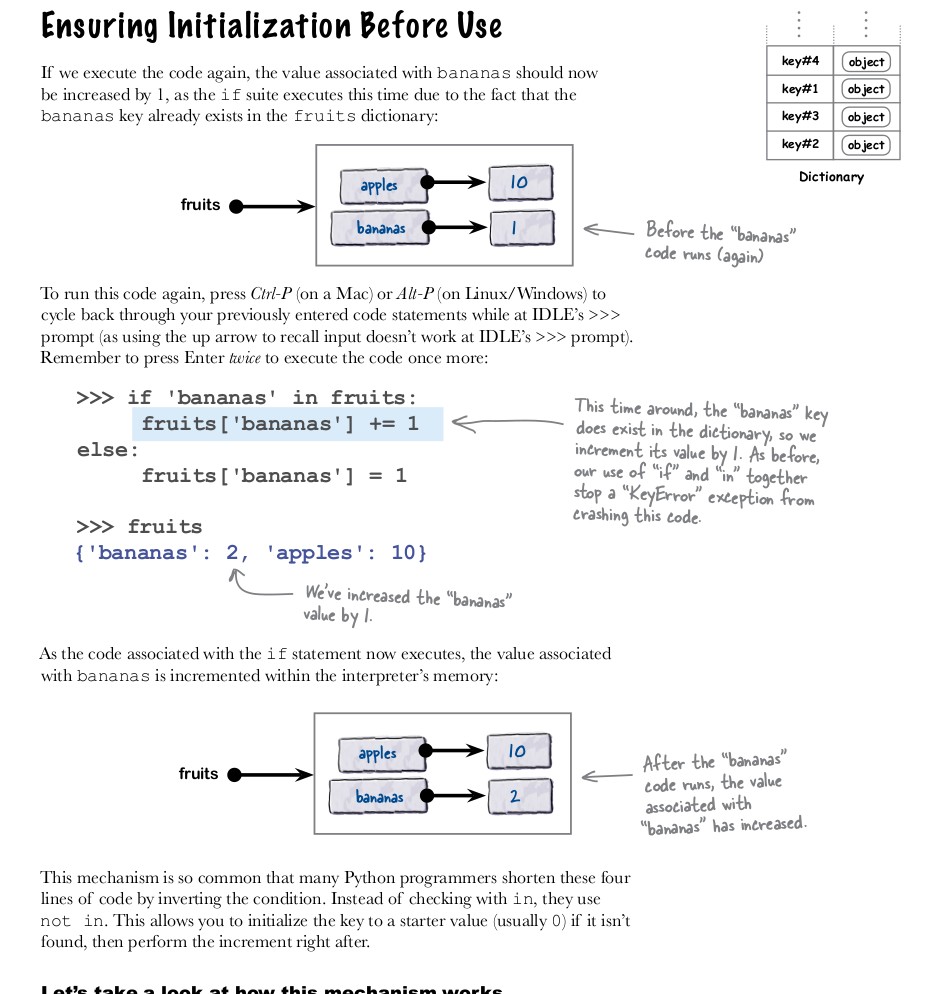 Ensuring Initialization Before Use
If we execute the code again, the value associated with bananas should now
be increased by 1, as the if suite executes this time due to the fact that the
bananas key already exists in the fruits dictionary:
key#4 object
key#1 object
key#3 object
key#2 object
Dictionary
fruits
apples 10
bananas 1
Before the "bananas"
code runs (again)
To run this code again, press Ctrl-P (on a Mac) or Alt-P (on Linux/Windows) to
cycle back through your previously entered code statements while at IDLE's >>>
prompt (as using the up arrow to recall input doesn't work at IDLE's >>> prompt).
Remember to press Enter twice to execute the code once more:
>>> if 'bananas' in fruits:
fruits['bananas'] += 1
else:
fruits['bananas'] = 1
>>> fruits
{'bananas': 2, 'apples': 10}
This time around, the "bananas" key
does exist in the dictionary, so we
increment its value by 1. As before,
our use of "if" and "in" together
stop a "KeyError" exception from
crashing this code.
We've increased the "bananas"
value by 1.
As the code associated with the if statement now executes, the value associated
with bananas is incremented within the interpreter's memory:
fruits
apples 10
bananas 2
After the "bananas"
code runs, the value
associated with
"bananas" has increased.
This mechanism is so common that many Python programmers shorten these four
lines of code by inverting the condition. Instead of checking with in, they use
not in. This allows you to initialize the key to a starter value (usually 0) if it isn't
found, then perform the increment right after.
Let's take a look at how this mechanism works